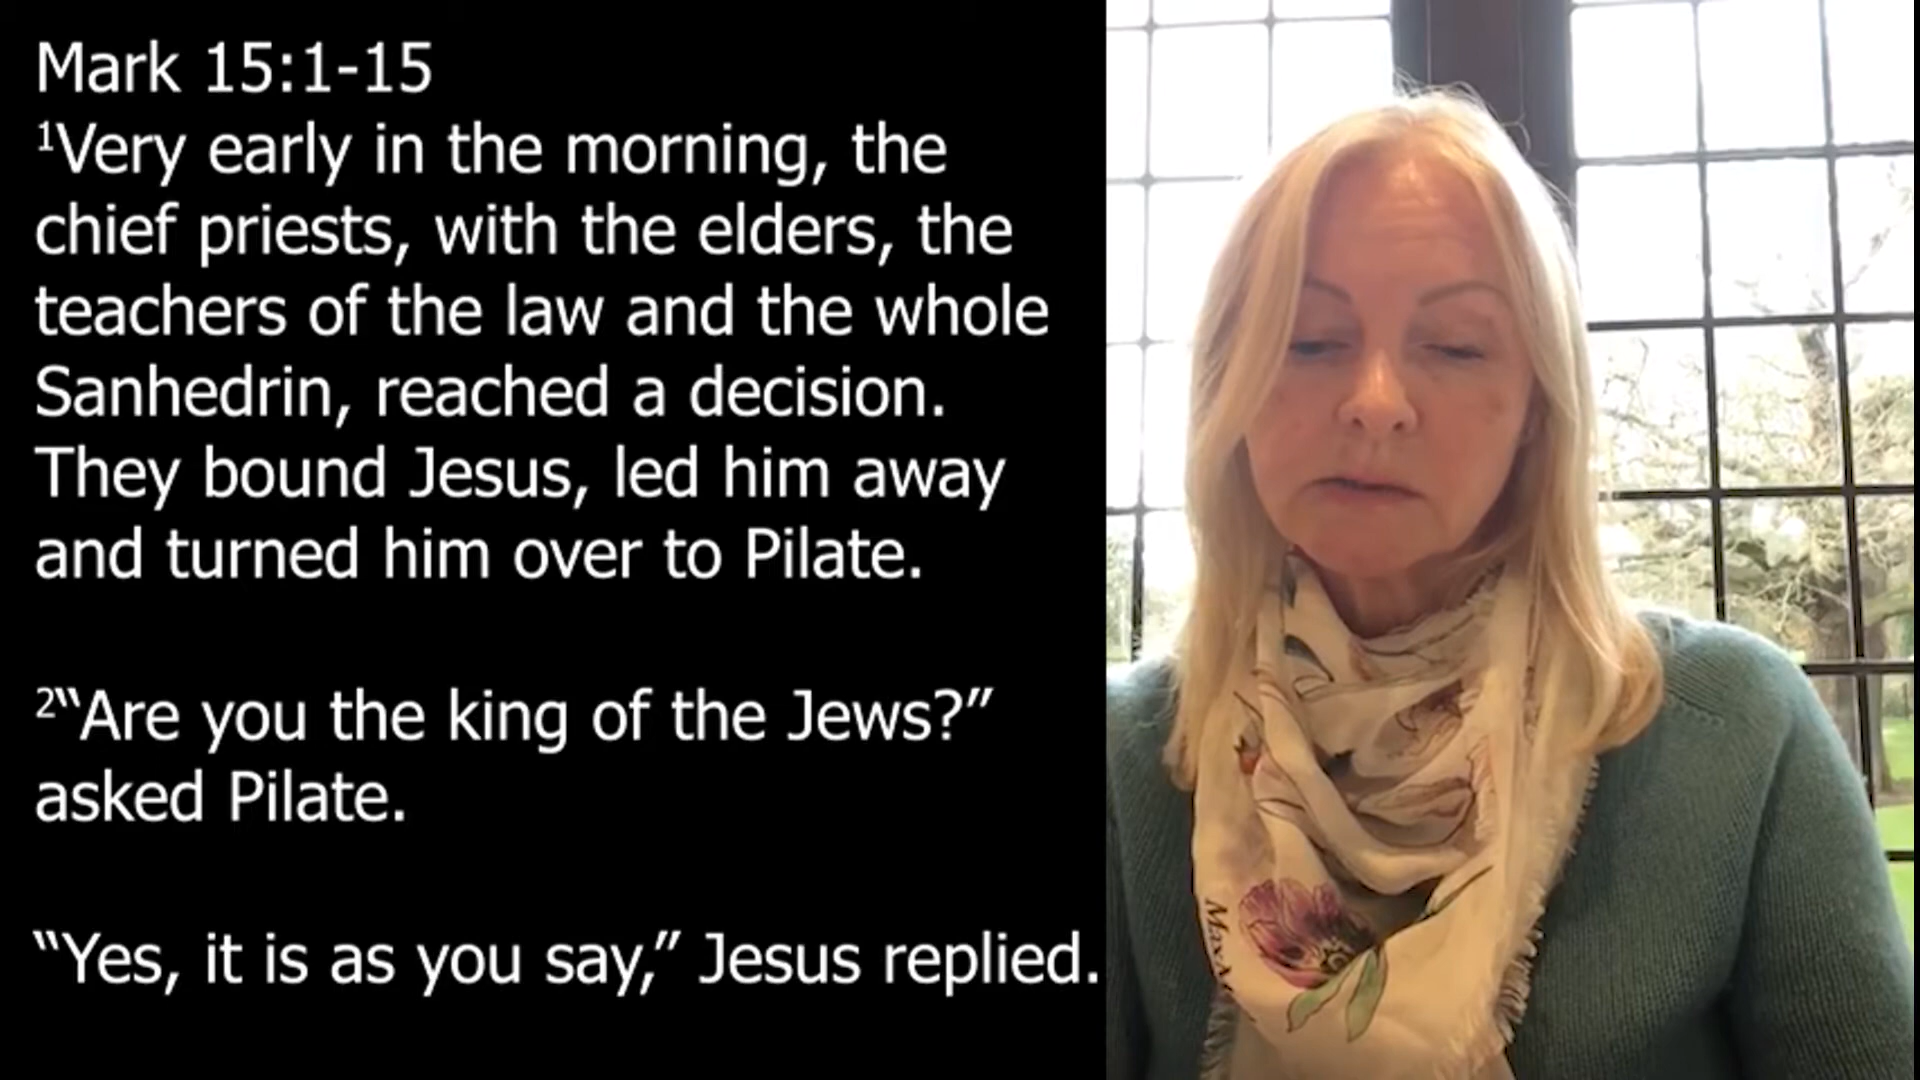 Mark 15:1-15
¹Very early in the morning, the
chief priests, with the elders, the
teachers of the law and the whole
Sanhedrin, reached a decision.
They bound Jesus, led him away
and turned him over to Pilate.
²“Are you the king of the Jews?”
asked Pilate.
“Yes, it is as you say,” Jesus replied.